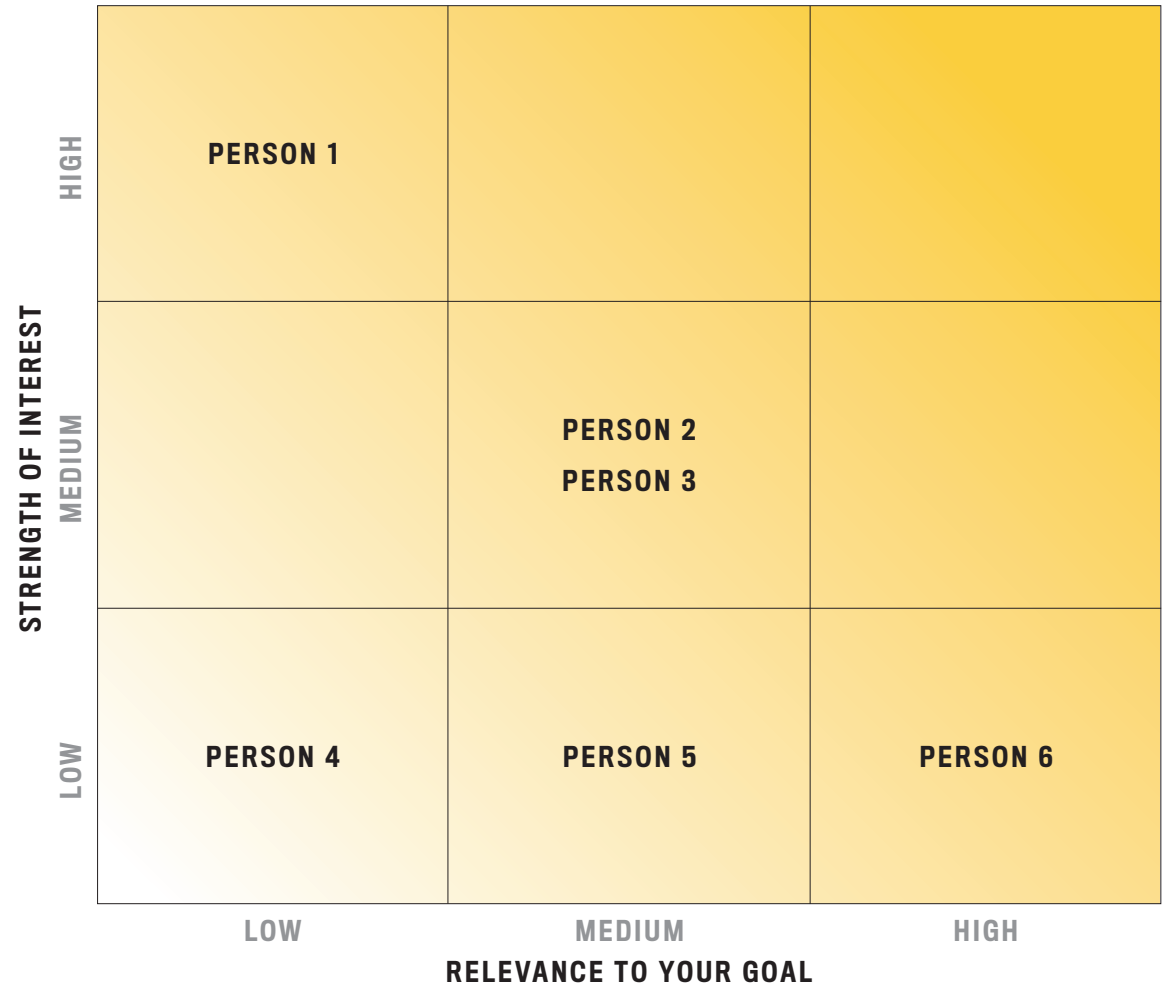 STRENGTH OF INTEREST
HIGH
PERSON 1
MEDIUM
PERSON 2
PERSON 3
LOW
PERSON 4 PERSON 5 PERSON 6
LOW MEDIUM HIGH
RELEVANCE TO YOUR GOAL